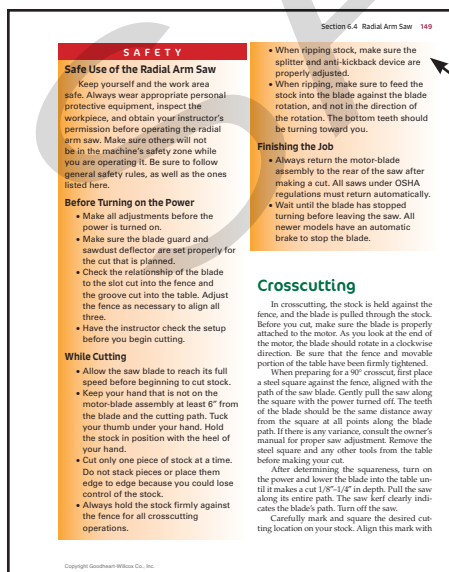 Section 6.4 Radial Arm Saw 149
SAFETY
Safe Use of the Radial Arm Saw
Keep yourself and the work area
safe. Always wear appropriate personal
protective equipment, inspect the
workpiece, and obtain your instructor's
permission before operating the radial
arm saw. Make sure others will not
be in the machine's safety zone while
you are operating it. Be sure to follow
general safety rules, as well as the ones
listed here.
Before Turning on the Power
• Make all adjustments before the
power is turned on.
• Make sure the blade guard and
sawdust deflector are set properly for
the cut that is planned.
• Check the relationship of the blade
to the slot cut into the fence and
the groove cut into the table. Adjust
the fence as necessary to align all
three.
• Have the instructor check the setup
before you begin cutting.
While Cutting
• Allow the saw blade to reach its full
speed before beginning to cut stock.
• Keep your hand that is not on the
motor-blade assembly at least 6" from
the blade and the cutting path. Tuck
your thumb under your hand. Hold
the stock in position with the heel of
your hand.
• Cut only one piece of stock at a time.
Do not stack pieces or place them
edge to edge because you could lose
control of the stock.
• Always hold the stock firmly against
the fence for all crosscutting
operations.
• When ripping stock, make sure the
splitter and anti-kickback device are
properly adjusted.
• When ripping, make sure to feed the
stock into the blade against the blade
rotation, and not in the direction of
the rotation. The bottom teeth should
be turning toward you.
Finishing the Job
• Always return the motor-blade
assembly to the rear of the saw after
making a cut. All saws under OSHA
regulations must return automatically.
• Wait until the blade has stopped
turning before leaving the saw. All
newer models have an automatic
brake to stop the blade.
Crosscutting
In crosscutting, the stock is held against the
fence, and the blade is pulled through the stock.
Before you cut, make sure the blade is properly
attached to the motor. As you look at the end of
the motor, the blade should rotate in a clockwise
direction. Be sure that the fence and movable
portion of the table have been firmly tightened.
When preparing for a 90° crosscut, first place
a steel square against the fence, aligned with the
path of the saw blade. Gently pull the saw along
the square with the power turned off. The teeth
of the blade should be the same distance away
from the square at all points along the blade
path. If there is any variance, consult the owner's
manual for proper saw adjustment. Remove the
steel square and any other tools from the table
before making your cut.
After determining the squareness, turn on
the power and lower the blade into the table un-
til it makes a cut 1/8"–1/4" in depth. Pull the saw
along its entire path. The saw kerf clearly indi-
cates the blade's path. Turn off the saw.
Carefully mark and square the desired cut-
ting location on your stock. Align this mark with
Copyright Goodheart-Willcox Co., Inc.